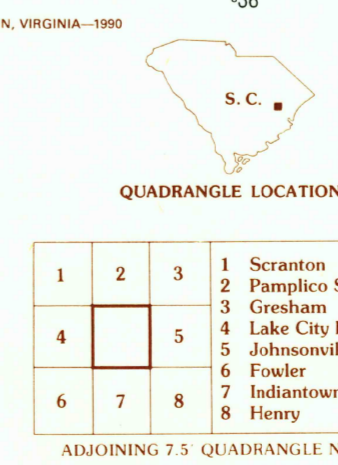 N, VIRGINIA—1990
S. C.
QUADRANGLE LOCATION
1 2 3
4 5
6 7 8
1 Scranton
2 Pamplico S
3 Gresham
4 Lake City
5 Johnsonvil
6 Fowler
7 Indiantown
8 Henry
ADJOINING 7.5′ QUADRANGLE N